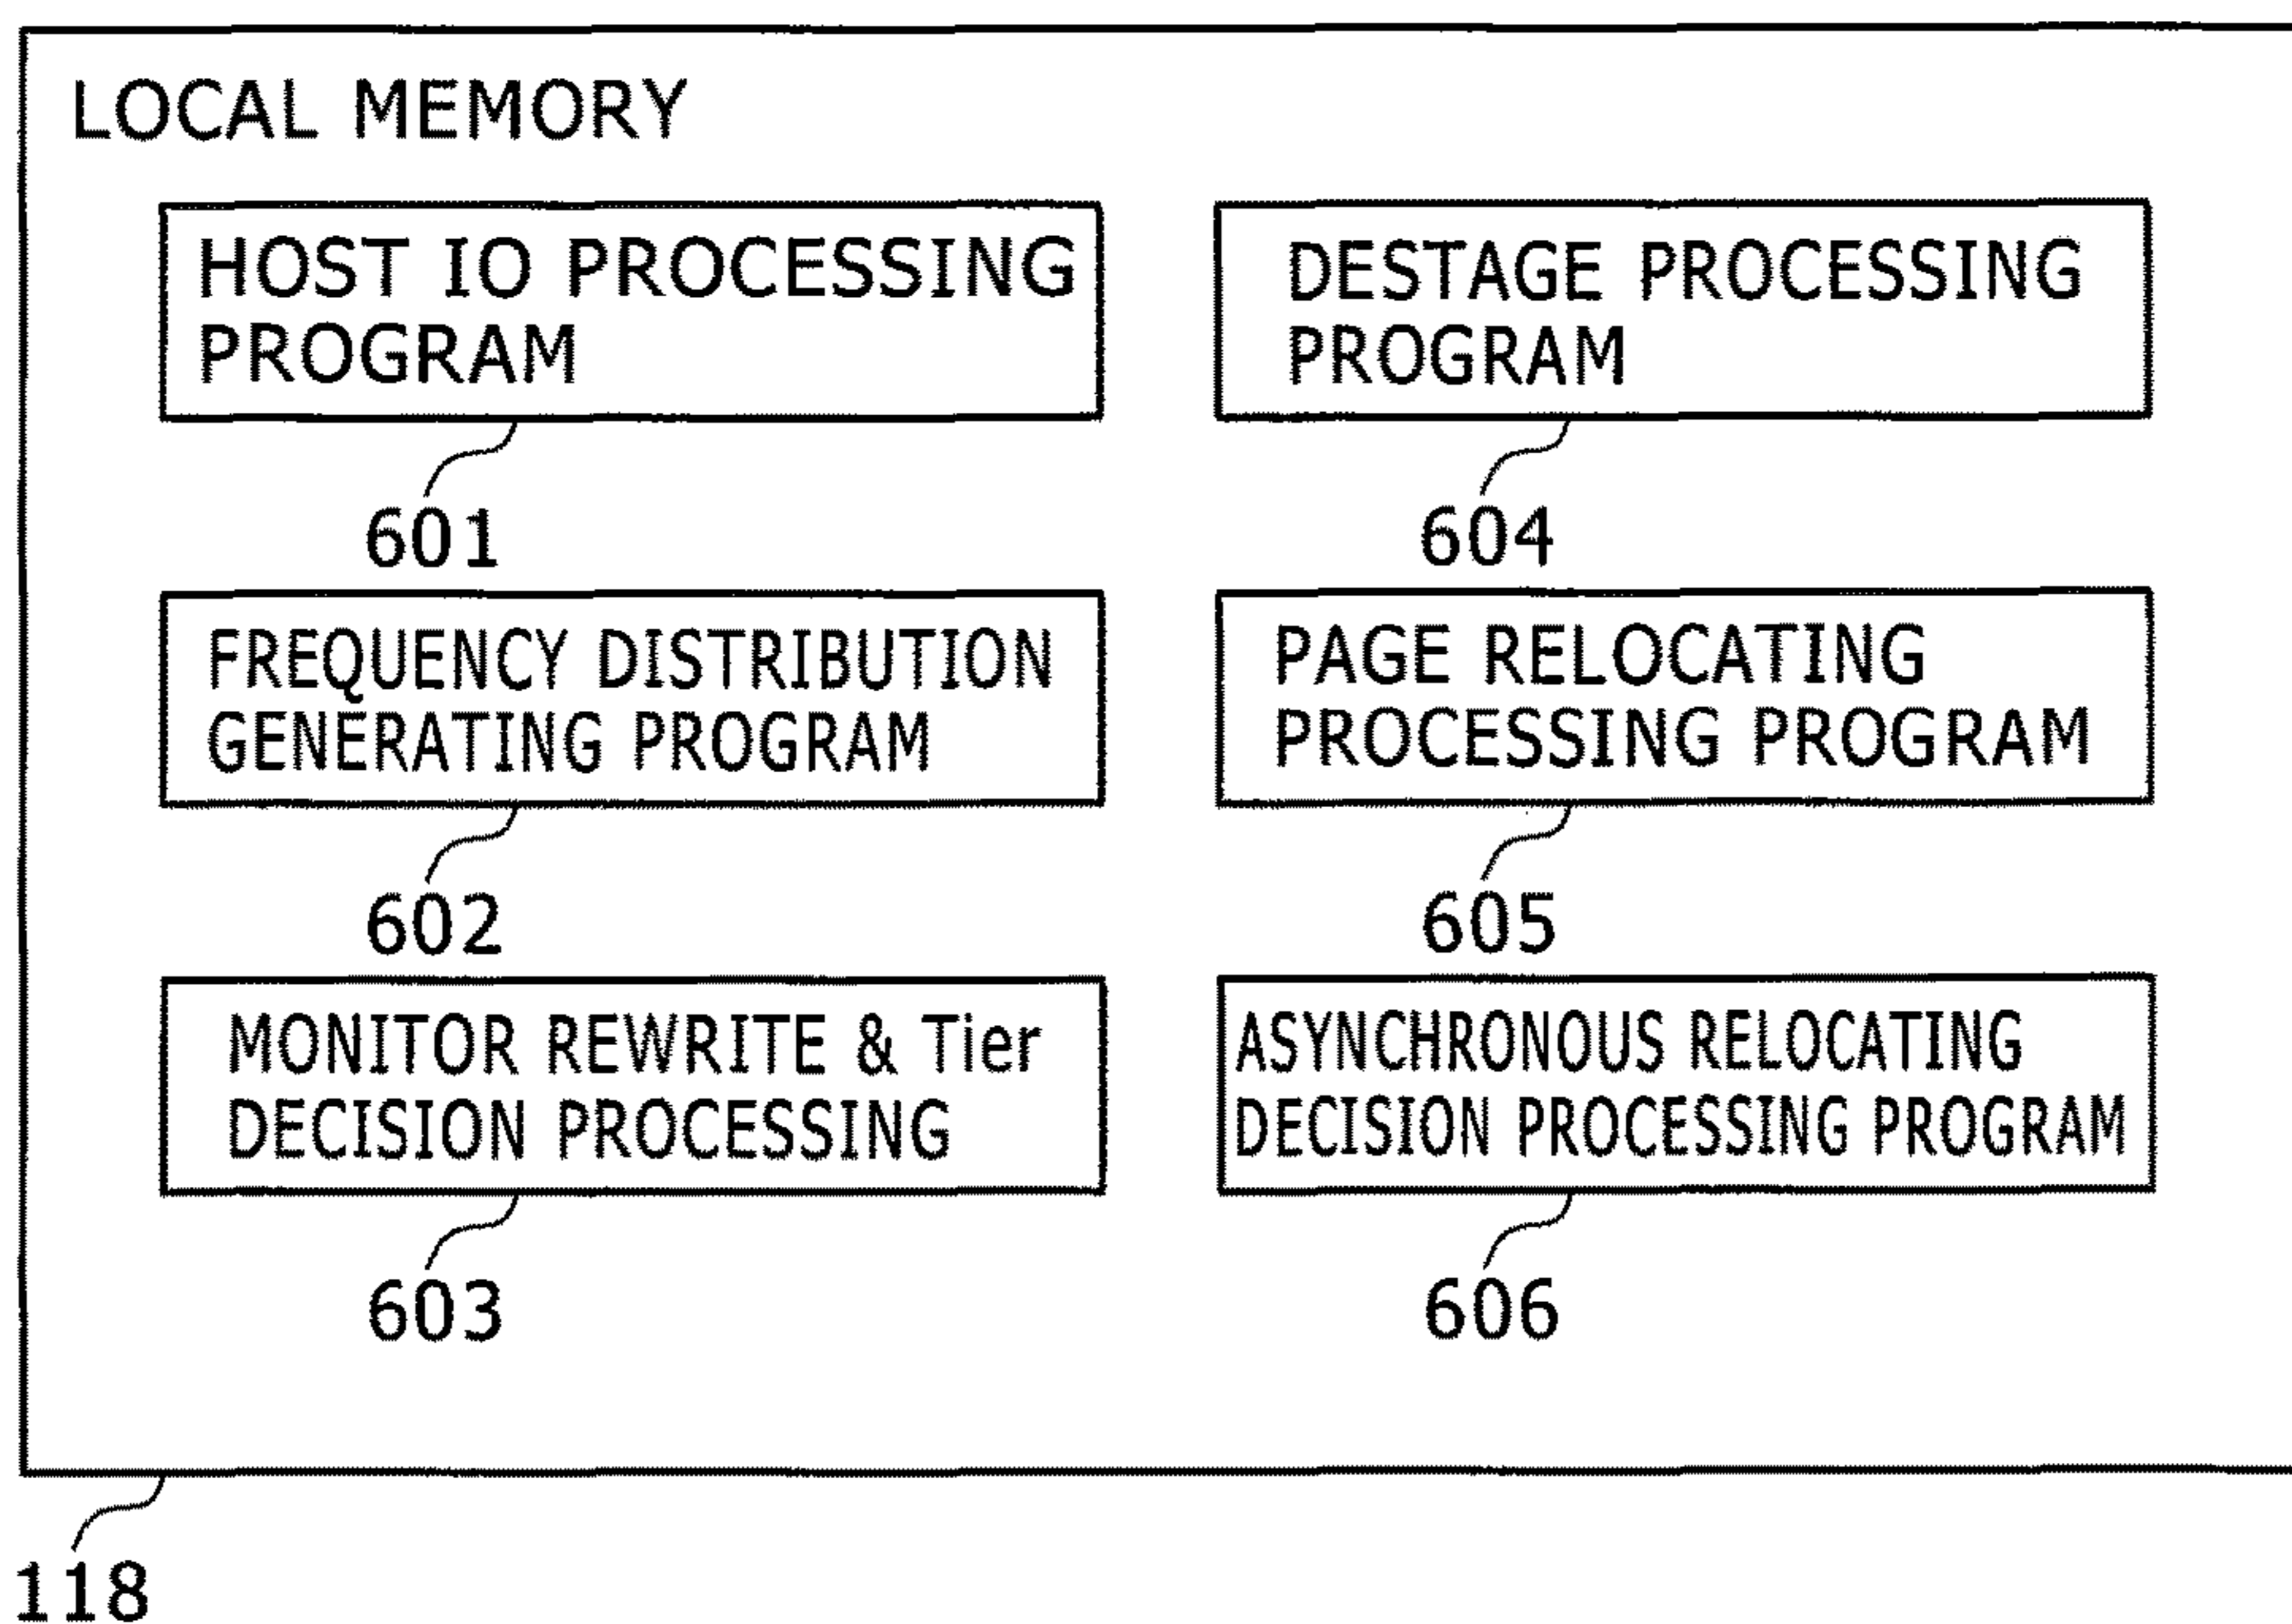 LOCAL MEMORY
HOST IO PROCESSING
PROGRAM
601
DESTAGE PROCESSING
PROGRAM
604
FREQUENCY DISTRIBUTION
GENERATING PROGRAM
602
PAGE RELOCATING
PROCESSING PROGRAM
605
MONITOR REWRITE & Tier
DECISION PROCESSING
603
ASYNCHRONOUS RELOCATING
DECISION PROCESSING PROGRAM
606
118